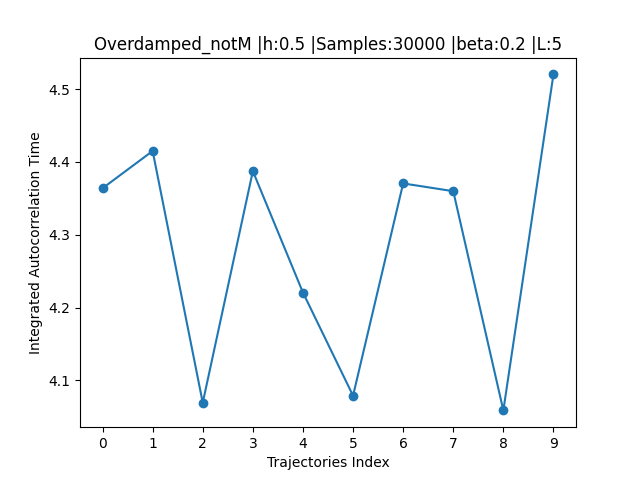 Overdamped_notM |h:0.5 |Samples:30000 |beta:0.2 |L:5
Integrated Autocorrelation Time
4.5
4.4
4.3
4.2
4.1
0 1 2 3 4 5 6 7 8 9
Trajectories Index